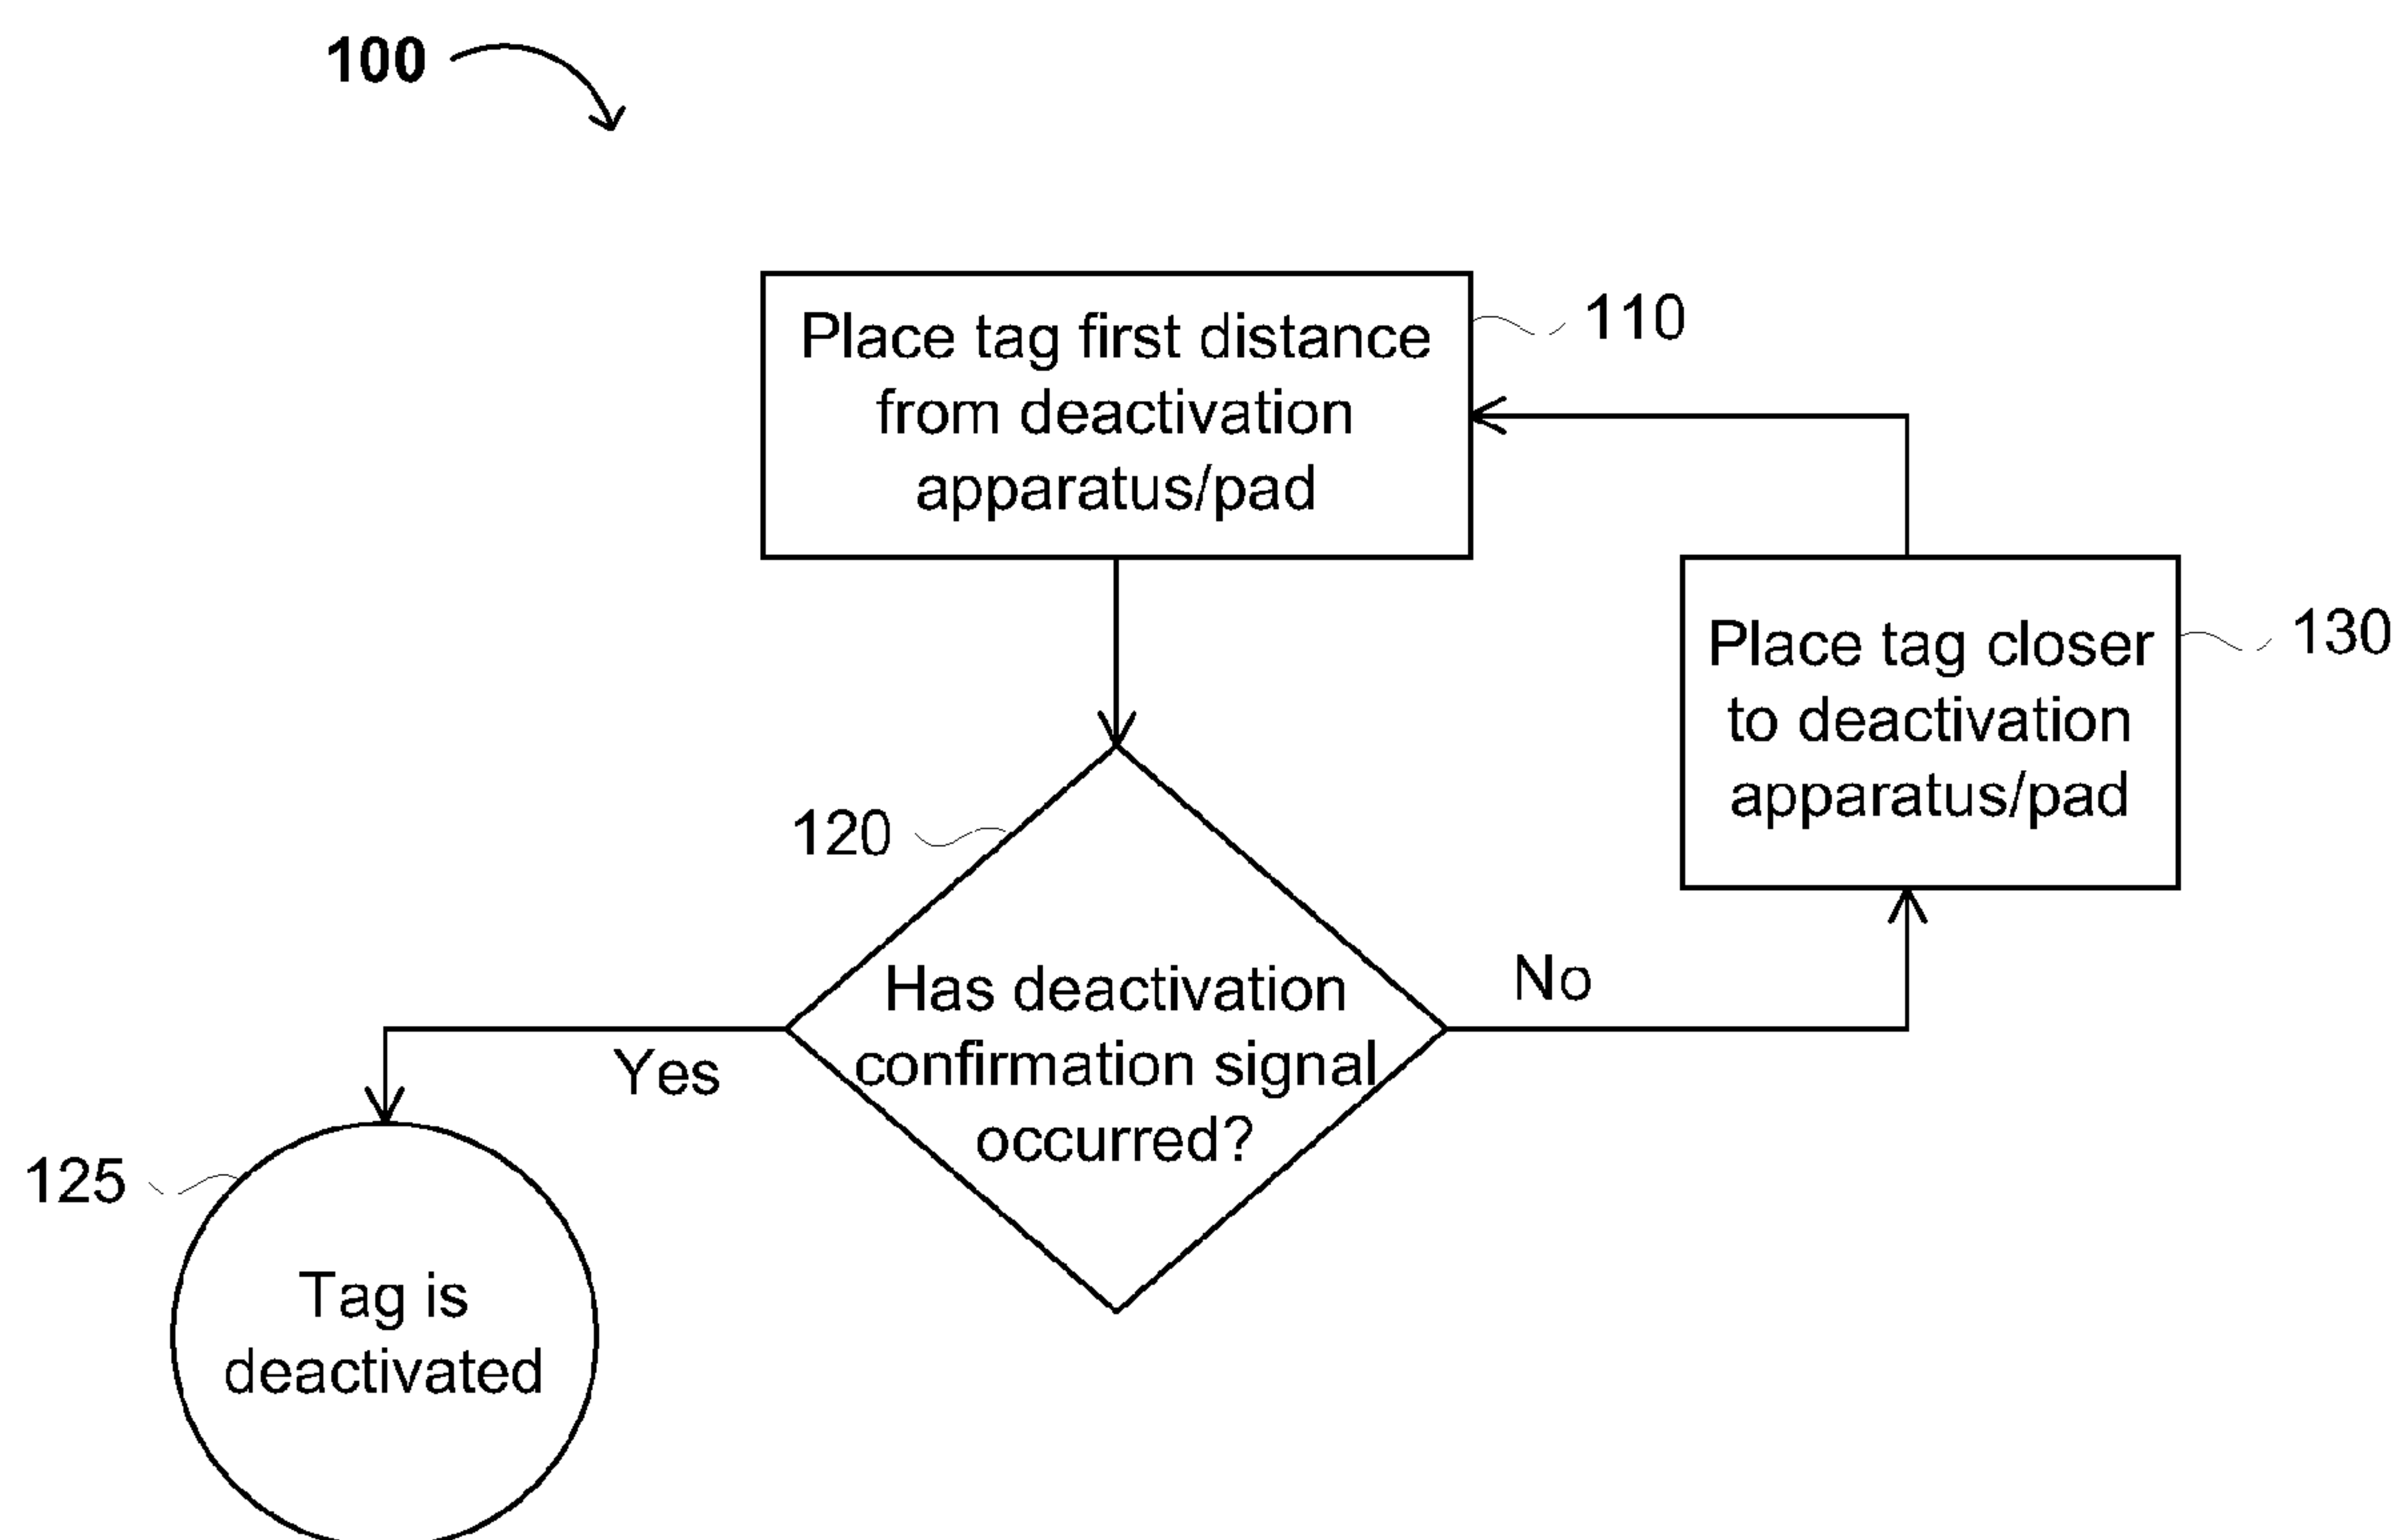 100
Place tag first distance
from deactivation
apparatus/pad
110
Place tag closer
to deactivation
apparatus/pad
130
120
Has deactivation
confirmation signal
occurred?
No
Yes
125
Tag is
deactivated